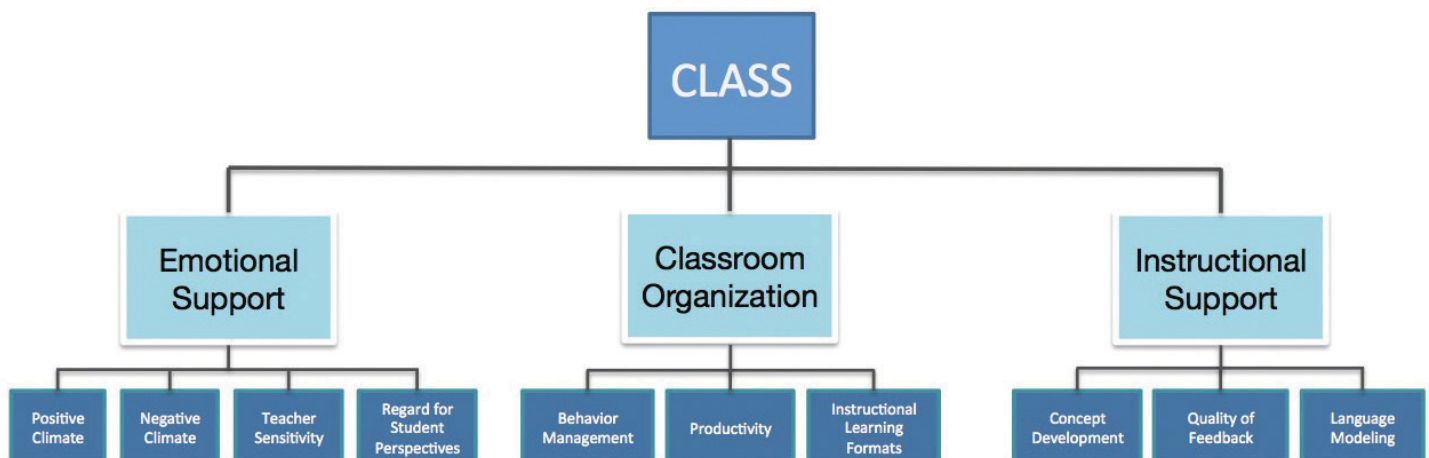 CLASS
Emotional
Support
Classroom
Organization
Instructional
Support
Positive
Climate
Negative
Climate
Teacher
Sensitivity
Regard for
Student
Perspectives
Behavior
Management
Productivity
Instructional
Learning
Formats
Concept
Development
Quality of
Feedback
Language
Modeling